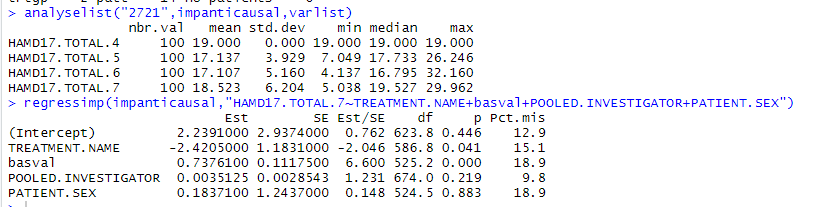 > analyselist("2721",impanticausal,varlist)
nbr.val mean std.dev min median max
HAMD17.TOTAL.4 100 19.000 0.000 19.000 19.000 19.000
HAMD17.TOTAL.5 100 17.137 3.929 7.049 17.733 26.246
HAMD17.TOTAL.6 100 17.107 5.160 4.137 16.795 32.160
HAMD17.TOTAL.7 100 18.523 6.204 5.038 19.527 29.962
> regressimp(impanticausal,"HAMD17.TOTAL.7~TREATMENT.NAME+basval+POOLED.INVESTIGATOR+PATIENT.SEX")
Est SE Est/SE df p Pct.mis
(Intercept) 2.2391000 2.9374000 0.762 623.8 0.446 12.9
TREATMENT.NAME -2.4205000 1.1831000 -2.046 586.8 0.041 15.1
basval 0.7376100 0.1117500 6.600 525.2 0.000 18.9
POOLED.INVESTIGATOR 0.0035125 0.0028543 1.231 674.0 0.219 9.8
PATIENT.SEX 0.1837100 1.2437000 0.148 524.5 0.883 18.9